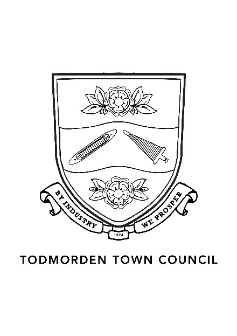 BY INDUSTRY WE PROSPER
TODMORDEN TOWN COUNCIL